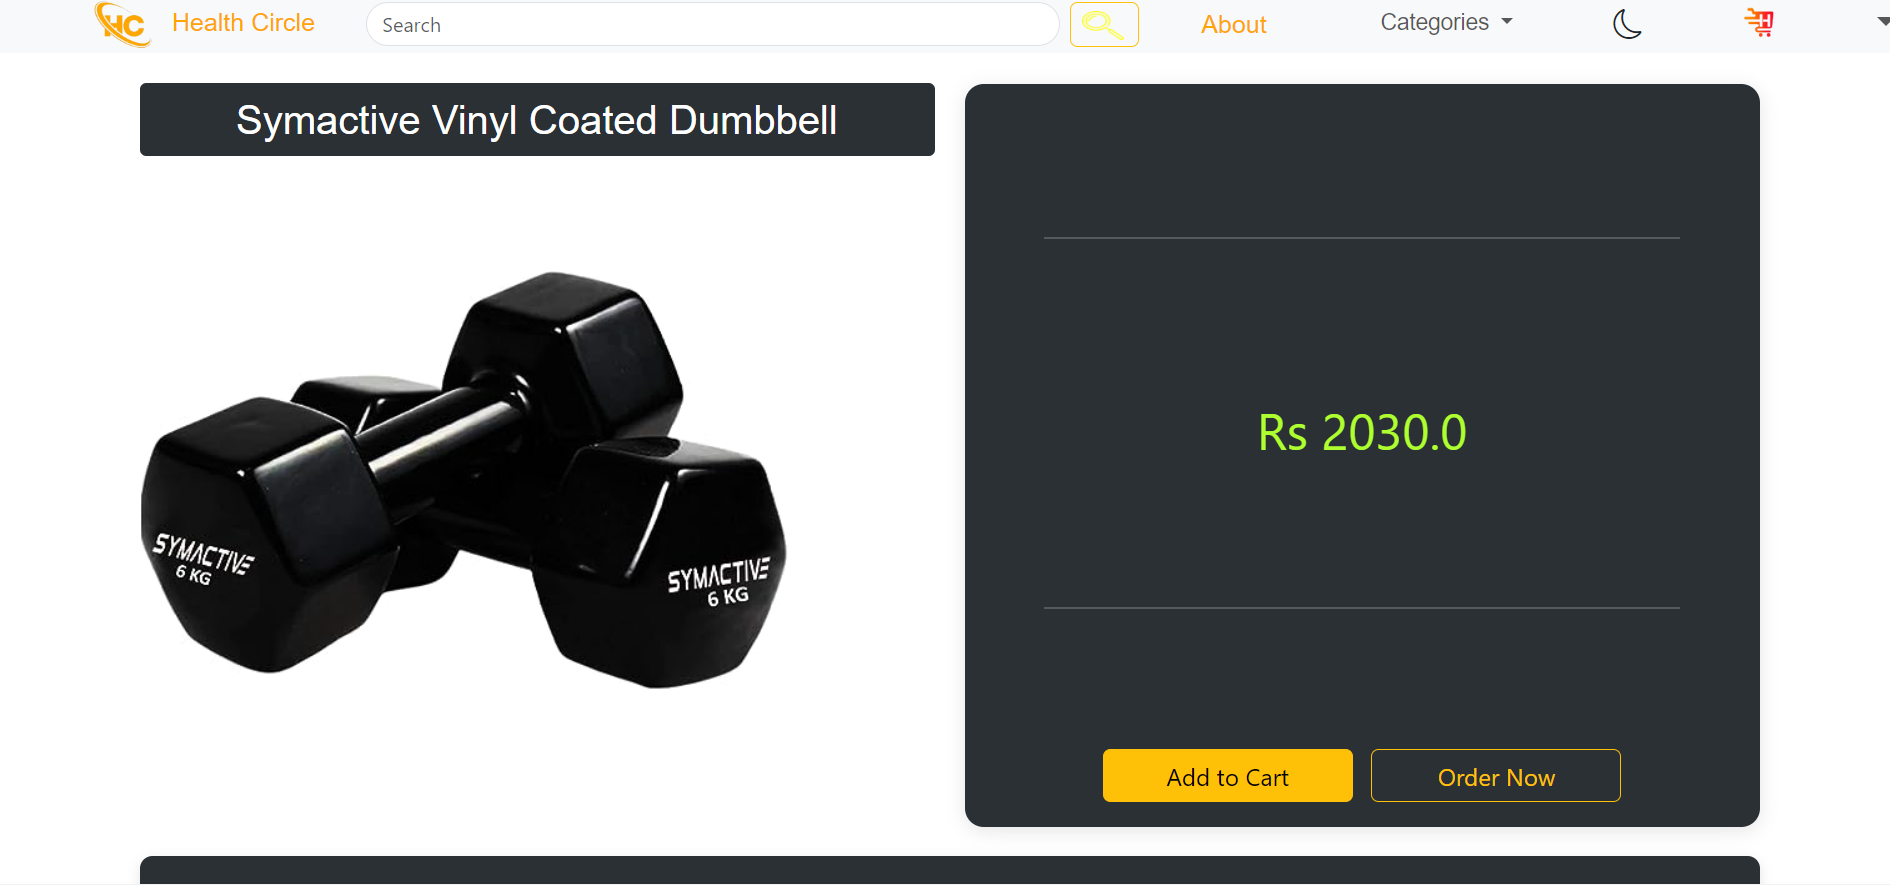 HC Health Circle Search About Categories H
Symactive Vinyl Coated Dumbbell
SYMACTIVE
6 KG
SYMACTIVE
6 KG
Rs 2030.0
Add to Cart Order Now